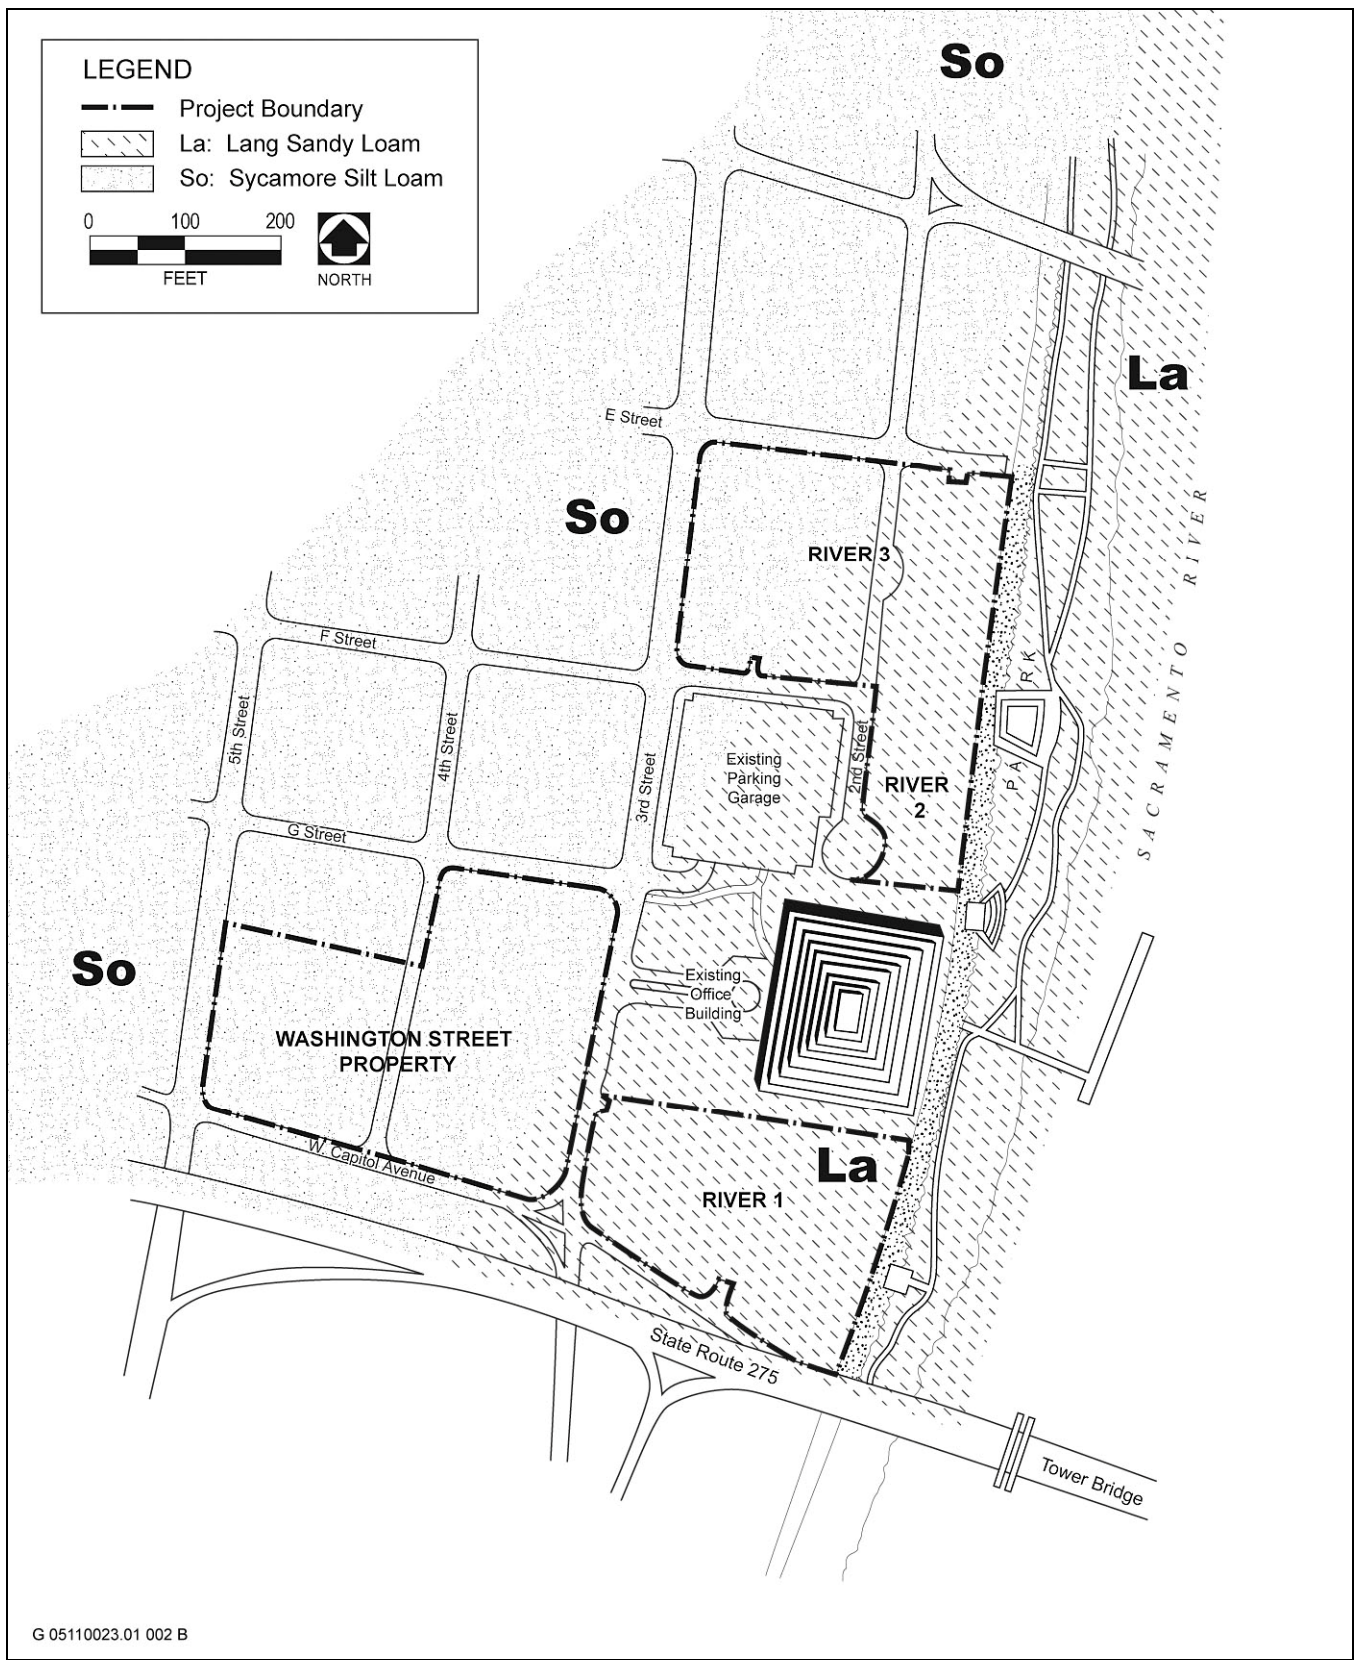 So
LEGEND
Project Boundary
La: Lang Sandy Loam
So: Sycamore Silt Loam
0 100 200
FEET
NORTH
La
E Street
So
SACRAMENTO RIVER
RIVER 3
F Street
PARK
5th Street
4th Street
3rd Street
2nd Street
Existing
Parking
Garage
RIVER
2
G Street
So
Existing
Office
Building
WASHINGTON STREET
PROPERTY
W. Capitol Avenue
La
RIVER 1
State Route 275
Tower Bridge
G 05110023.01 002 B